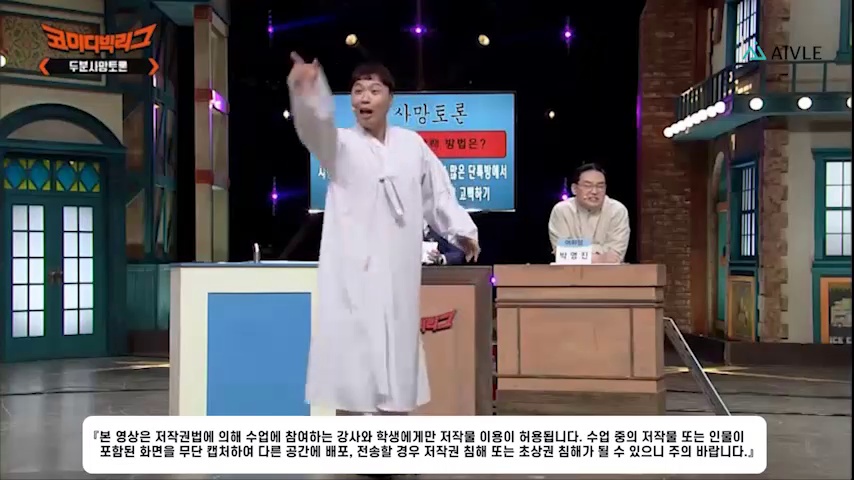 코미디빅리그
두분사망토론
ATVLE
사망토론
방법은?
많은 단톡방에서
고백하기
박영진
빅리그
『본 영상은 저작권법에 의해 수업에 참여하는 강사와 학생에게만 저작물 이용이 허용됩니다. 수업 중의 저작물 또는 인물이
포함된 화면을 무단 캡처하여 다른 공간에 배포, 전송할 경우 저작권 침해 또는 초상권 침해가 될 수 있으니 주의 바랍니다.』